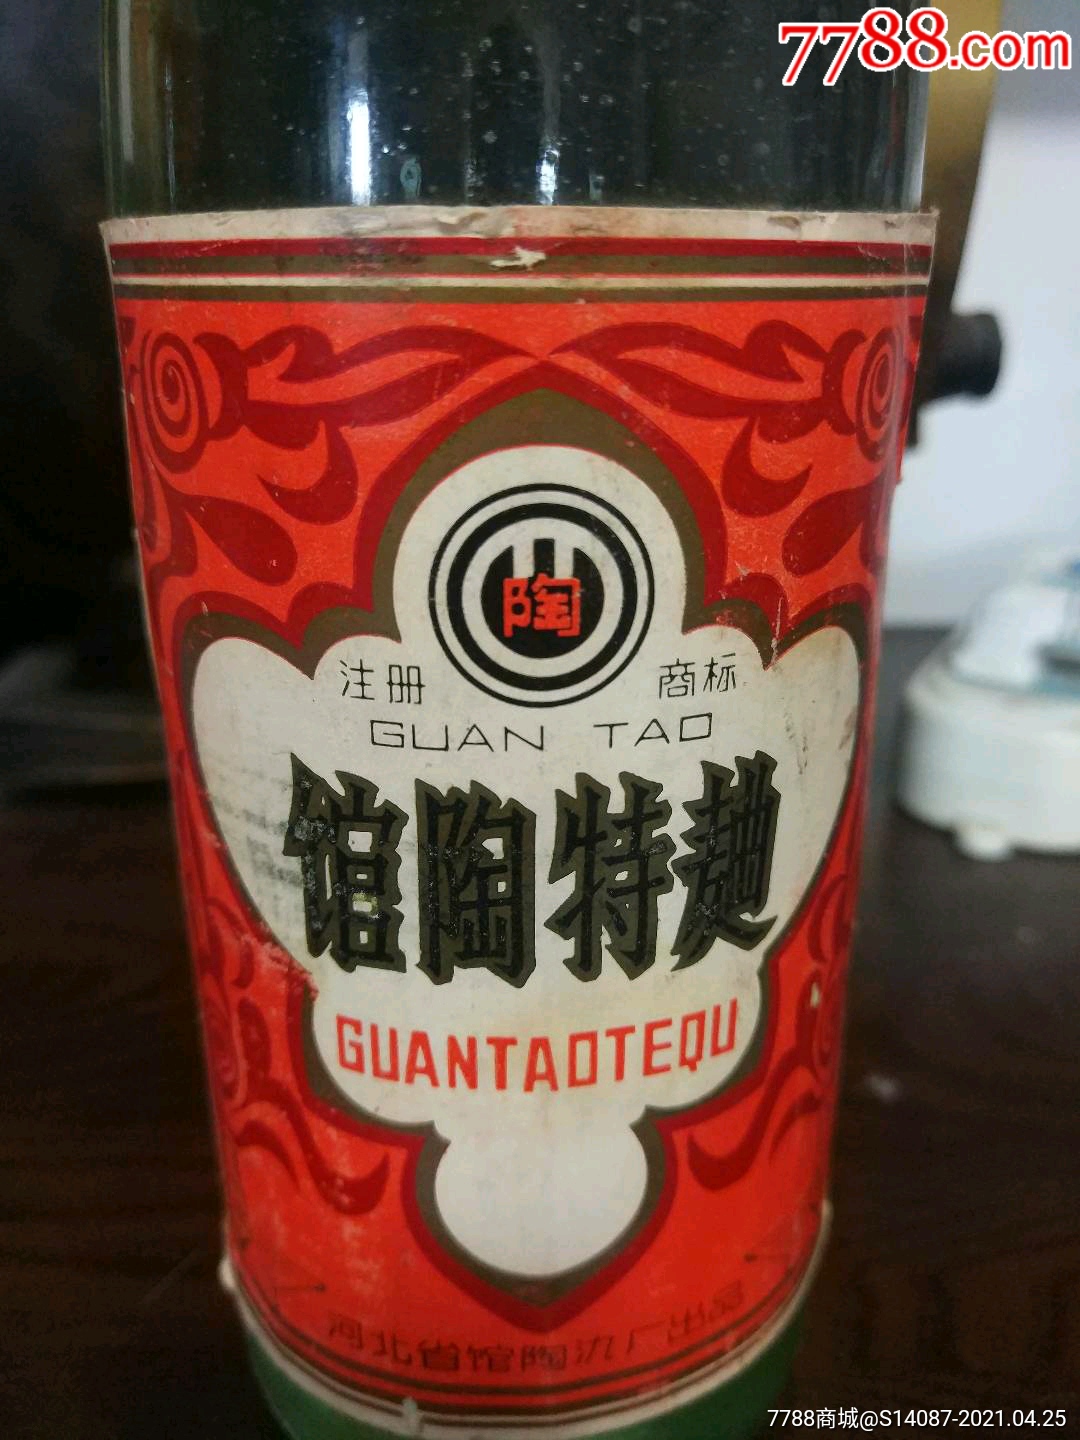 7788.com
陶
注册 商标
GUAN TAO
馆陶特麯
GUANTAOTEQU
河北省馆陶酒厂出品
7788商城@S14087-2021.04.25